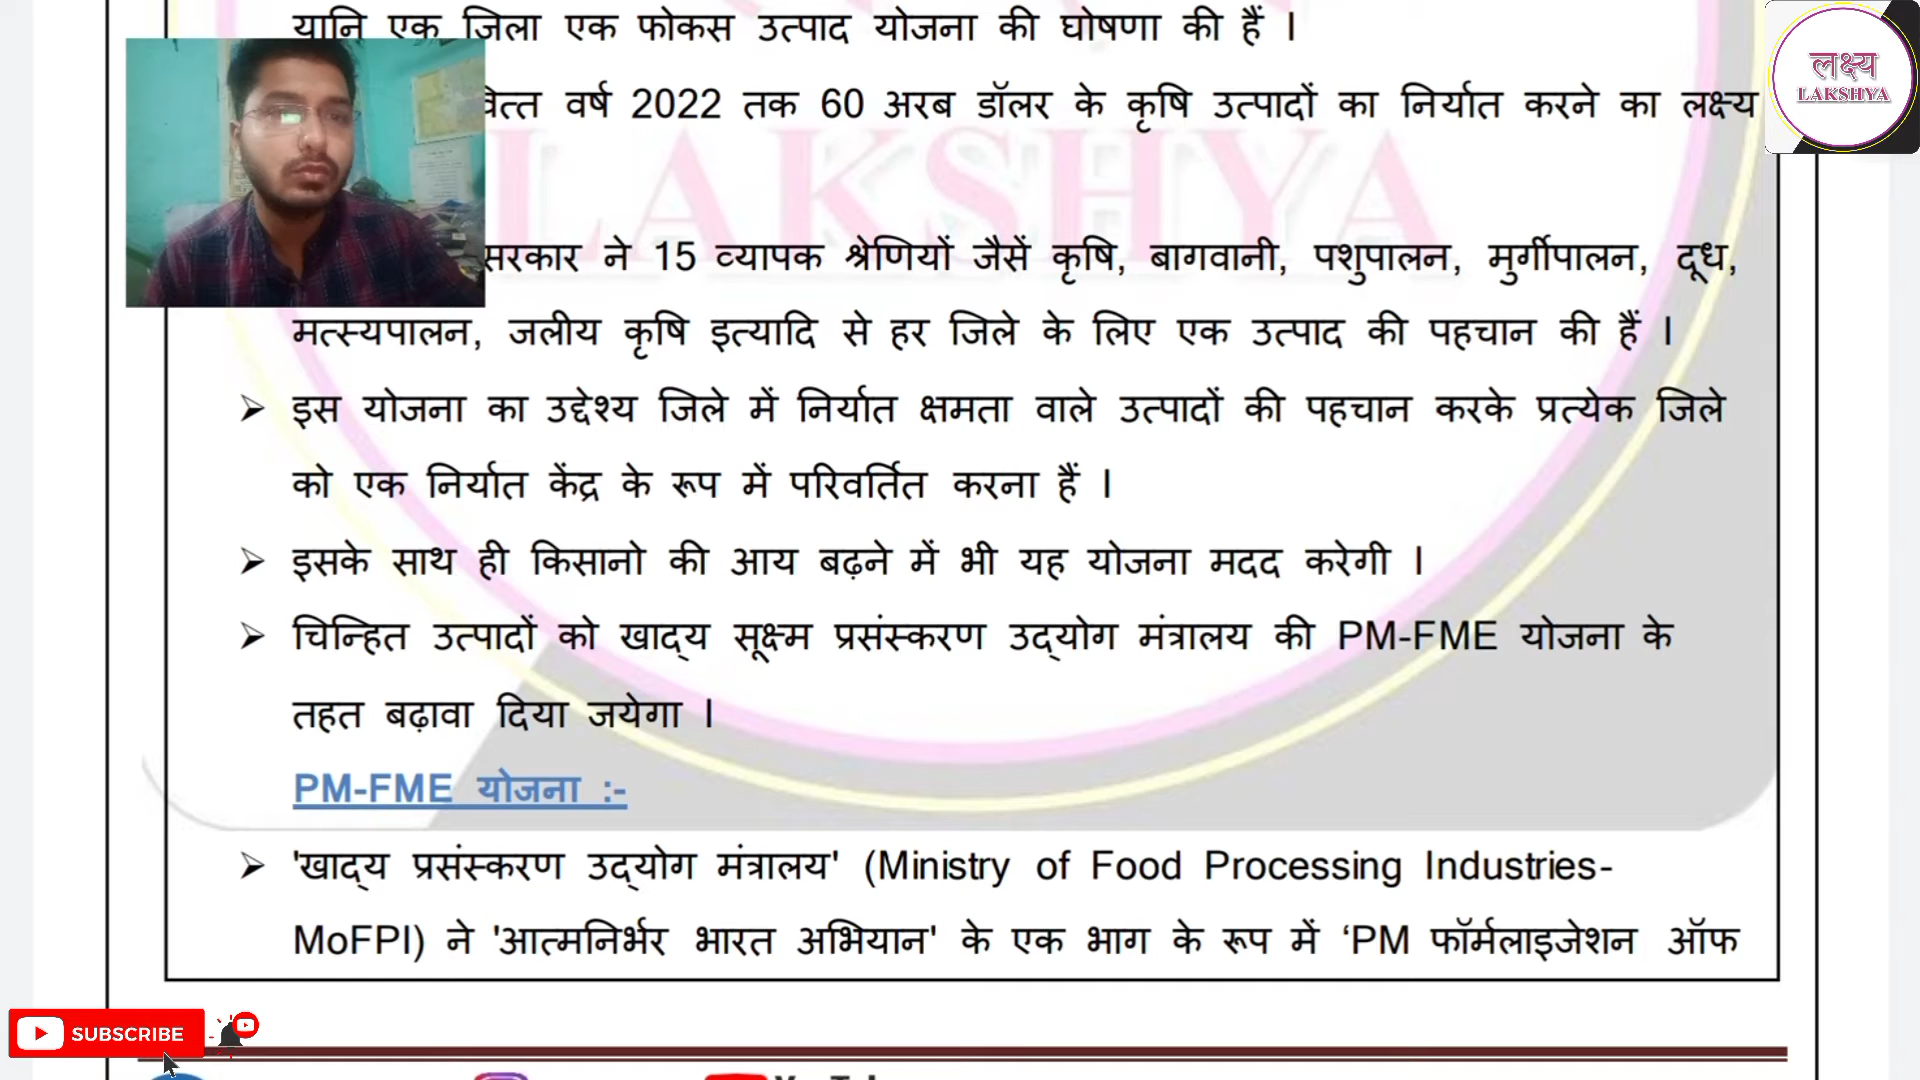 यानि एक जिला एक फोकस उत्पाद योजना की घोषणा की हैं ।
लक्ष्य
LAKSHYA
वित्त वर्ष 2022 तक 60 अरब डॉलर के कृषि उत्पादों का निर्यात करने का लक्ष्य
LAKSHYA
सरकार ने 15 व्यापक श्रेणियों जैसें कृषि, बागवानी, पशुपालन, मुर्गीपालन, दूध,
मत्स्यपालन, जलीय कृषि इत्यादि से हर जिले के लिए एक उत्पाद की पहचान की हैं ।
➢ इस योजना का उद्देश्य जिले में निर्यात क्षमता वाले उत्पादों की पहचान करके प्रत्येक जिले
को एक निर्यात केंद्र के रूप में परिवर्तित करना हैं ।
➢ इसके साथ ही किसानो की आय बढ़ने में भी यह योजना मदद करेगी ।
➢ चिन्हित उत्पादों को खाद्य सूक्ष्म प्रसंस्करण उद्योग मंत्रालय की PM-FME योजना के
तहत बढ़ावा दिया जयेगा ।
PM-FME योजना :-
➢ 'खाद्य प्रसंस्करण उद्योग मंत्रालय' (Ministry of Food Processing Industries-
MoFPI) ने 'आत्मनिर्भर भारत अभियान' के एक भाग के रूप में ‘PM फॉर्मलाइजेशन ऑफ
SUBSCRIBE